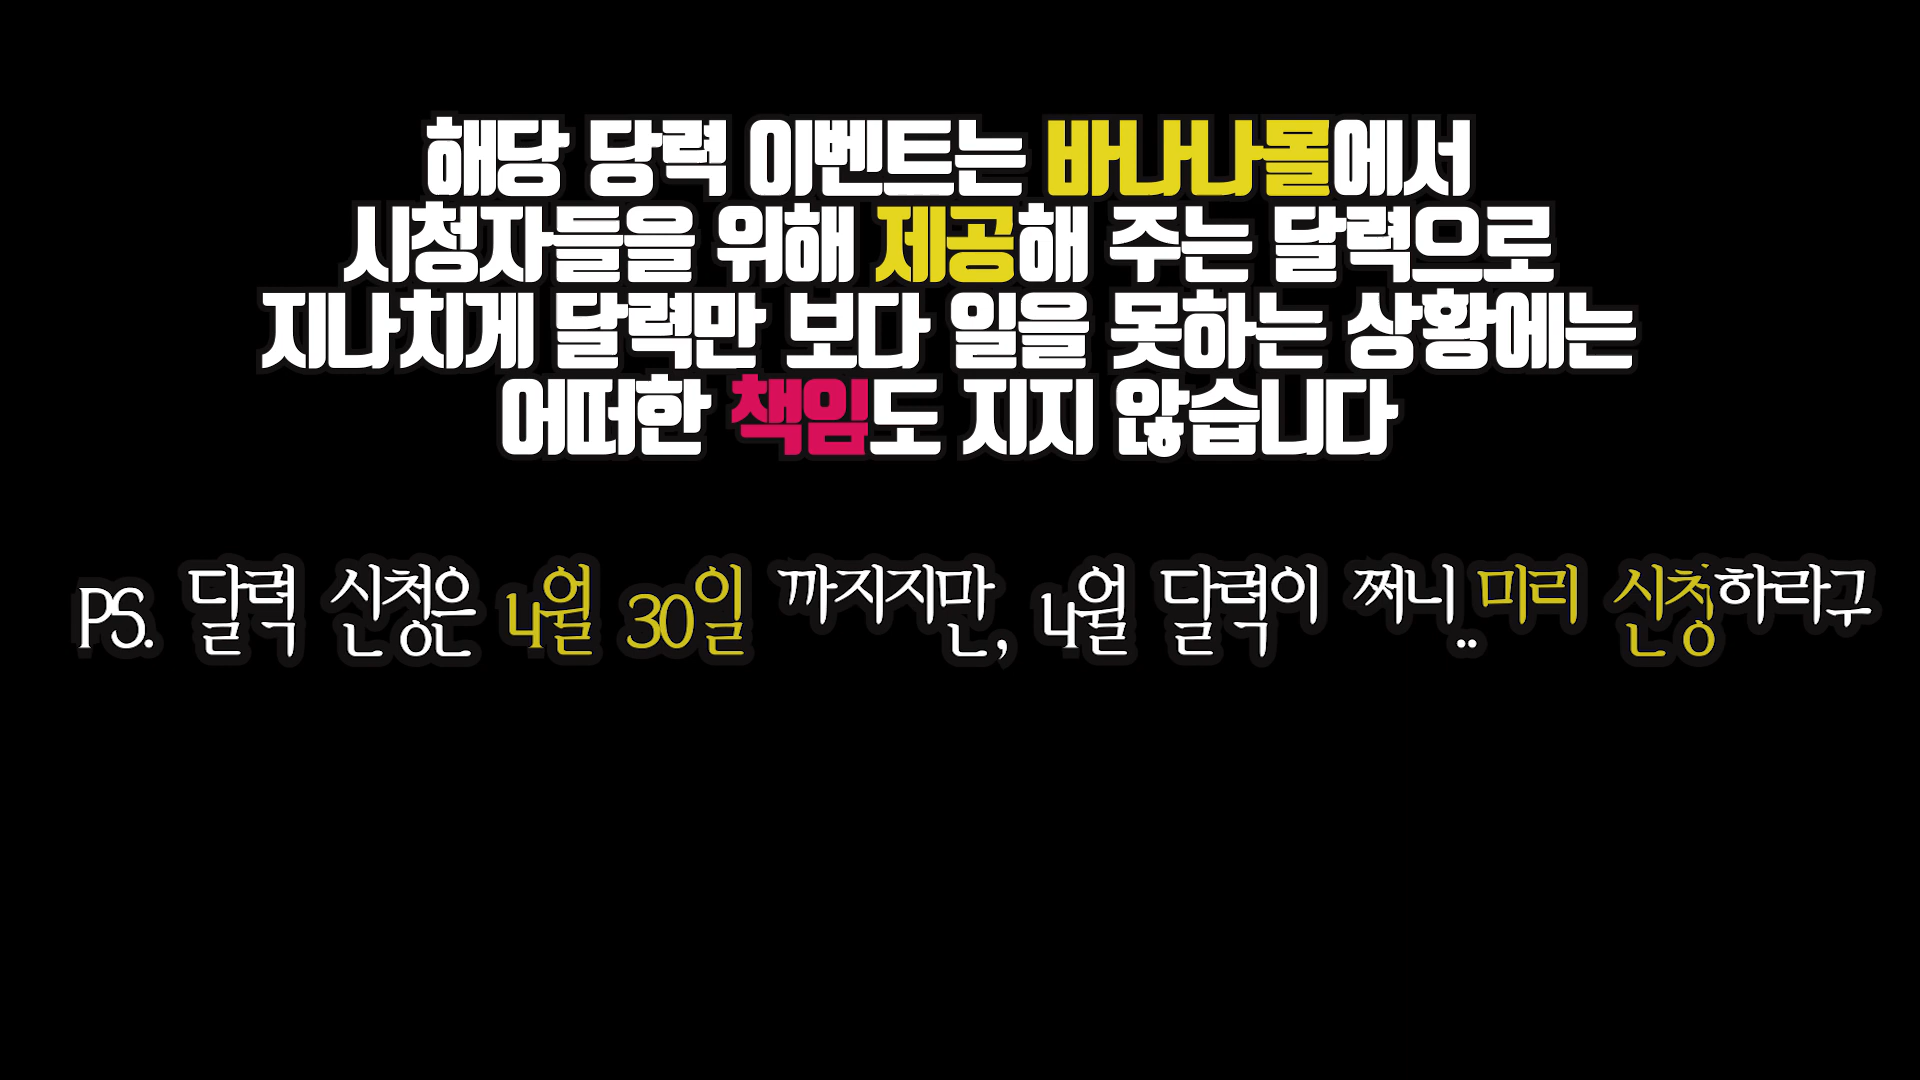 해당 당력 이벤트는 바나나몰에서
시청자들을 위해 제공해 주는 달력으로
지나치게 달력만 보다 일을 못하는 상황에는
어떠한 책임도 지지 않습니다
PS. 달력 신청은 4월 30일 까지지만, 4월 달력이 쩌니..미리 신청하라구